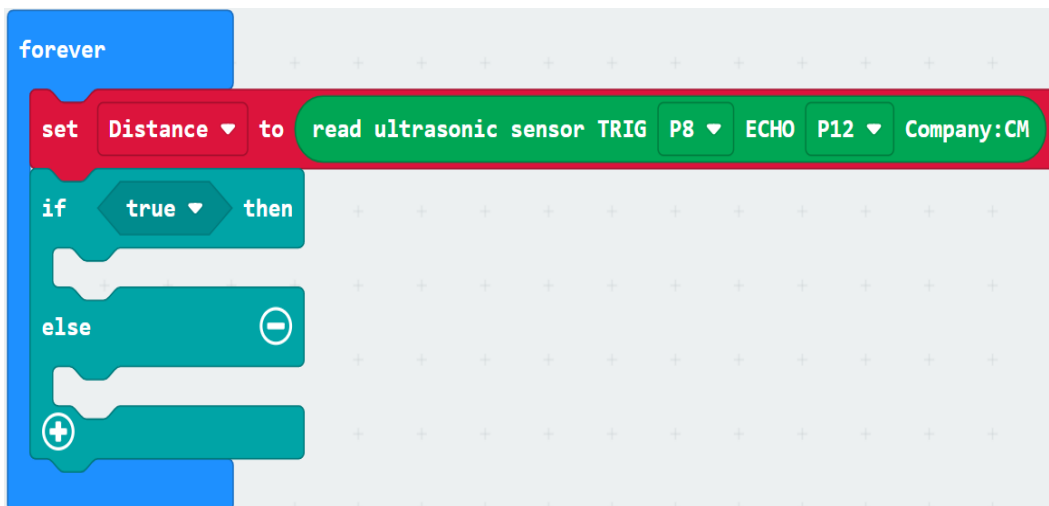 forever
set Distance to read ultrasonic sensor TRIG P8 ECHO P12 Company:CM
if true then
else